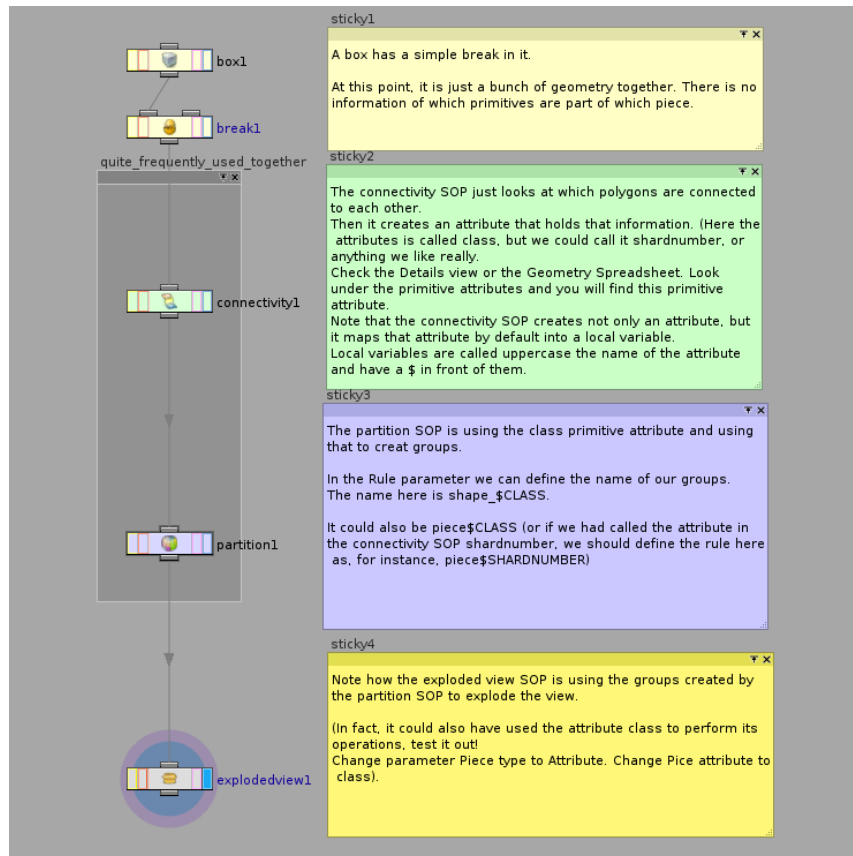 sticky1
box1
A box has a simple break in it.
At this point, it is just a bunch of geometry together. There is no
information of which primitives are part of which piece.
break1
quite_frequently_used_together
sticky2
The connectivity SOP just looks at which polygons are connected
to each other.
Then it creates an attribute that holds that information. (Here the
attributes is called class, but we could call it shardnumber, or
anything we like really.
Check the Details view or the Geometry Spreadsheet. Look
under the primitive attributes and you will find this primitive
attribute.
Note that the connectivity SOP creates not only an attribute, but
it maps that attribute by default into a local variable.
Local variables are called uppercase the name of the attribute
and have a $ in front of them.
connectivity1
sticky3
The partition SOP is using the class primitive attribute and using
that to creat groups.
In the Rule parameter we can define the name of our groups.
The name here is shape_$CLASS.
It could also be piece$CLASS (or if we had called the attribute in
the connectivity SOP shardnumber, we should define the rule here
as, for instance, piece$SHARDNUMBER)
partition1
sticky4
Note how the exploded view SOP is using the groups created by
the partition SOP to explode the view.
(In fact, it could also have used the attribute class to perform its
operations, test it out!
Change parameter Piece type to Attribute. Change Pice attribute to
class).
explodedview1